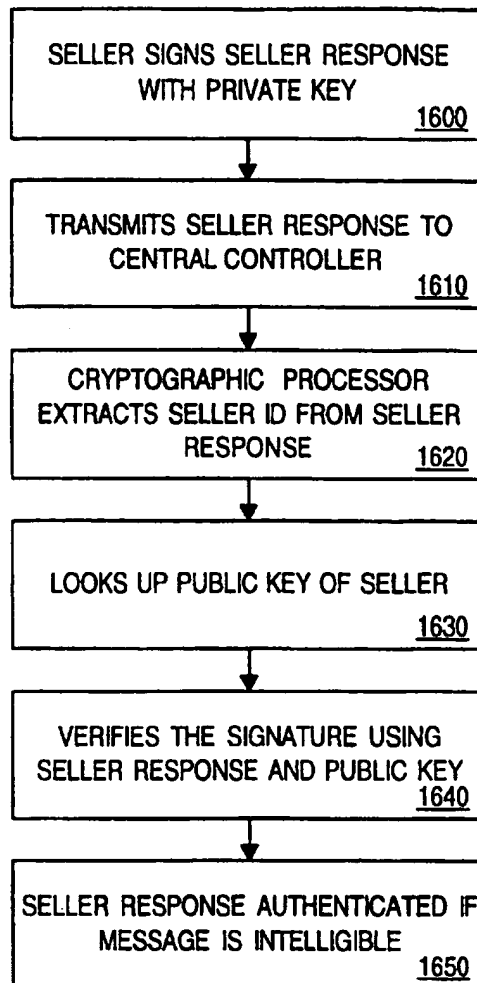 SELLER SIGNS SELLER RESPONSE
WITH PRIVATE KEY
1600
TRANSMITS SELLER RESPONSE TO
CENTRAL CONTROLLER
1610
CRYPTOGRAPHIC PROCESSOR
EXTRACTS SELLER ID FROM SELLER
RESPONSE
1620
LOOKS UP PUBLIC KEY OF SELLER
1630
VERIFIES THE SIGNATURE USING
SELLER RESPONSE AND PUBLIC KEY
1640
SELLER RESPONSE AUTHENTICATED IF
MESSAGE IS INTELLIGIBLE
1650